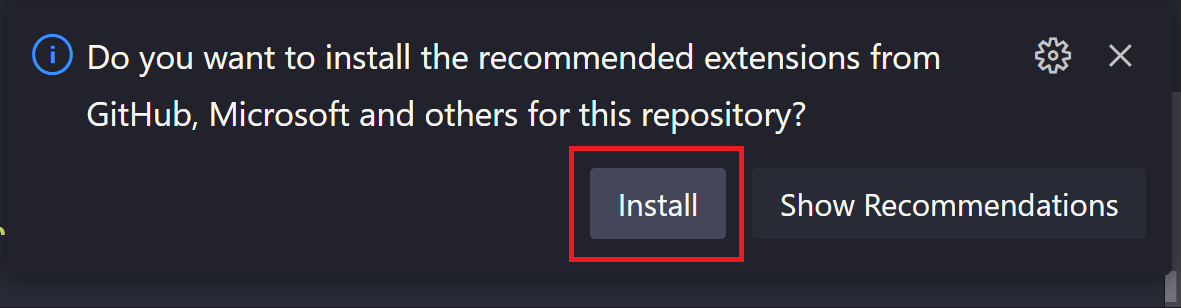 Do you want to install the recommended extensions from
GitHub, Microsoft and others for this repository?
Install
Show Recommendations